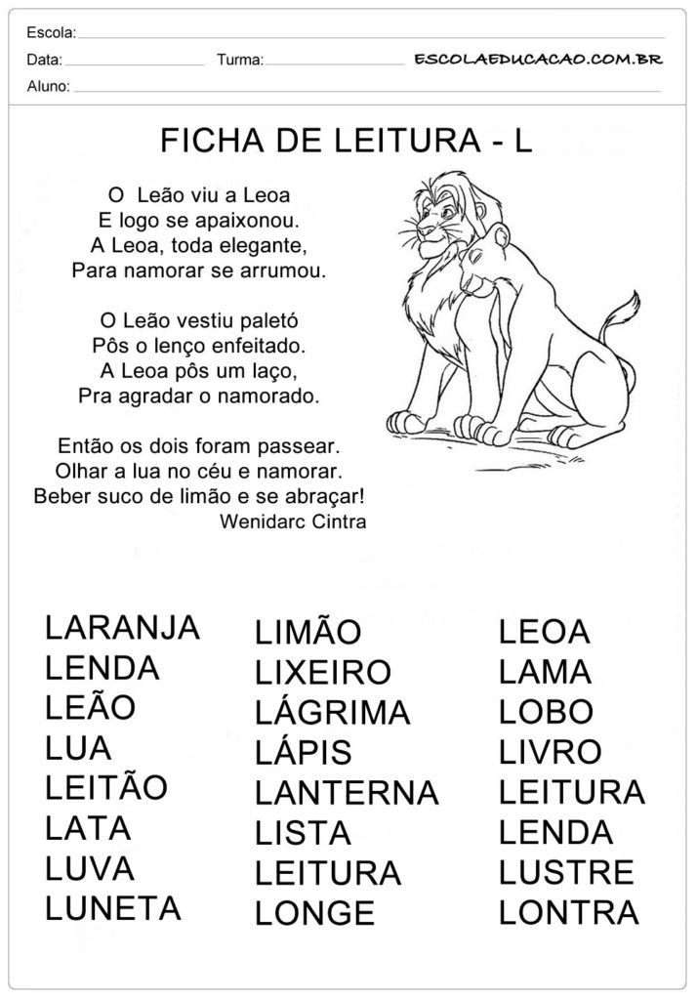 Escola:
Data: Turma: ESCOLAEDUCACAO.COM.BR
Aluno:
FICHA DE LEITURA - L
O Leão viu a Leoa
E logo se apaixonou.
A Leoa, toda elegante,
Para namorar se arrumou.
O Leão vestiu paletó
Pôs o lenço enfeitado.
A Leoa pôs um laço,
Pra agradar o namorado.
Então os dois foram passear.
Olhar a lua no céu e namorar.
Beber suco de limão e se abraçar!
Wenidarc Cintra
LARANJA
LENDA
LEÃO
LUA
LEITÃO
LATA
LUVA
LUNETA
LIMÃO
LIXEIRO
LÁGRIMA
LÁPIS
LANTERNA
LISTA
LEITURA
LONGE
LEOA
LAMA
LOBO
LIVRO
LEITURA
LENDA
LUSTRE
LONTRA